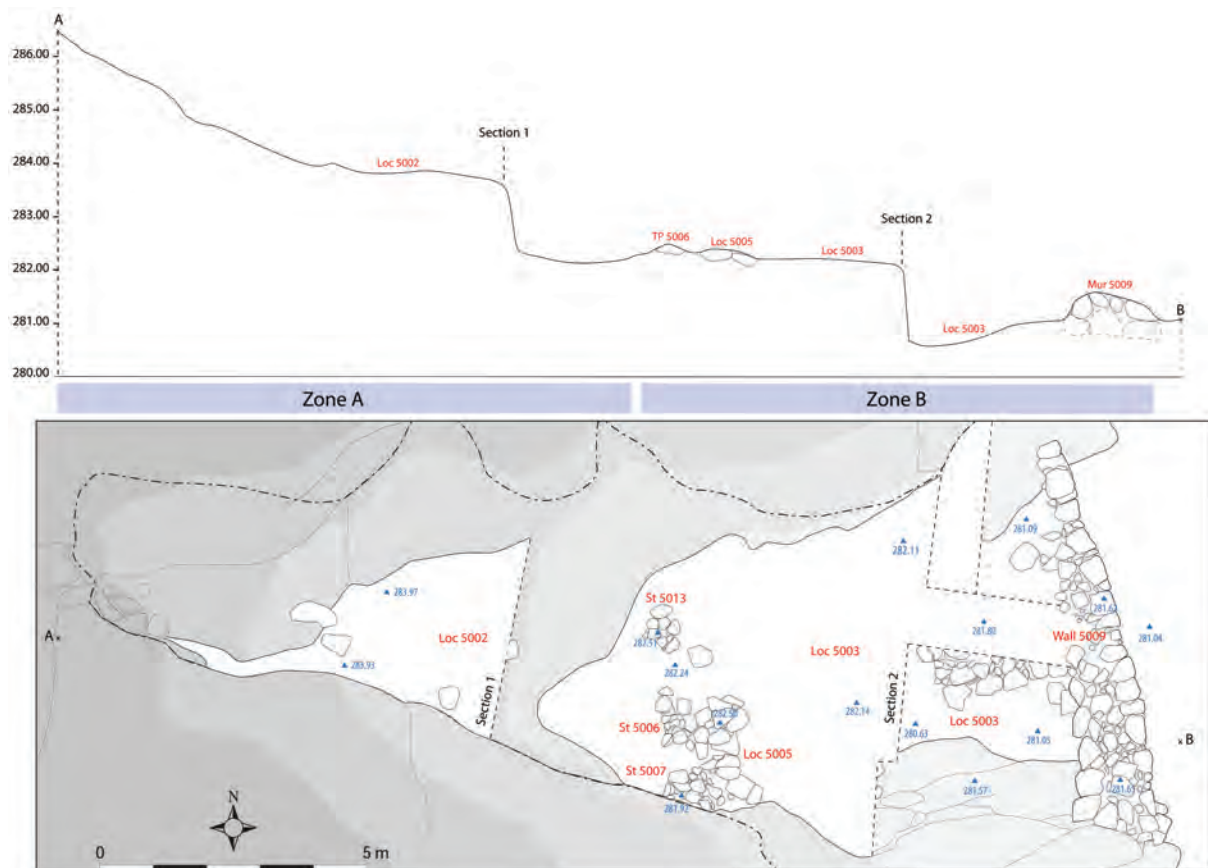 A
286.00
285.00
284.00
283.00
282.00
281.00
280.00
Loc 5002
Section 1
TP 5006
Loc 5005
Loc 5003
Section 2
Loc 5003
Mur 5009
B
Zone A
Zone B
A
283.97
283.93
Loc 5002
Section 1
St 5013
282.24
St 5006
St 5007
Loc 5005
281.92
Loc 5003
282.11
282.14
Section 2
280.63
Loc 5003
281.05
281.57
281.09
281.80
Wall 5009
281.62
281.04
281.61
B
N
0
5 m